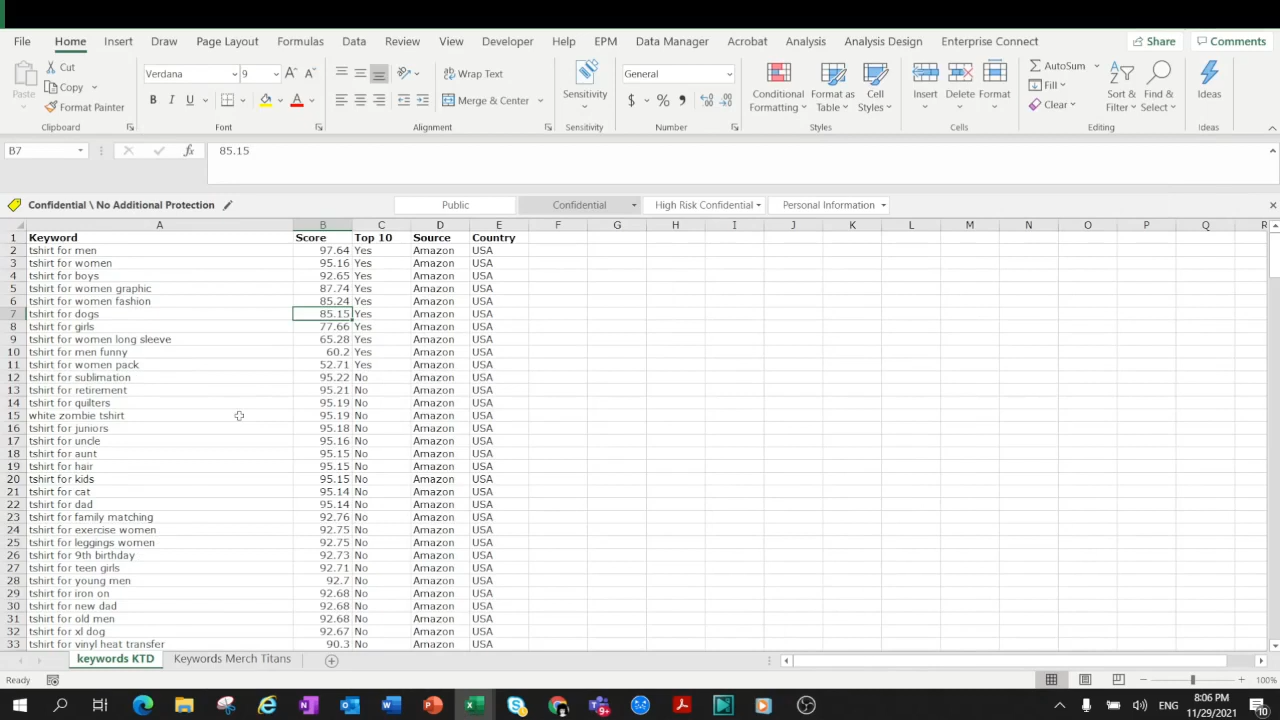 File Home Insert Draw Page Layout Formulas Data Review View Developer Help EPM Data Manager Acrobat Analysis Analysis Design Enterprise Connect Share Comments
Paste Cut Copy Format Painter
Verdana 9
Wrap Text
Merge & Center
Sensitivity
General
Conditional Formatting Format as Table Cell Styles
Insert Delete Format
AutoSum Fill Clear
Sort & Filter Find & Select
Ideas
Clipboard Font Alignment Sensitivity Number Styles Cells Editing Ideas
B7 fx 85.15
Confidential \ No Additional Protection Public Confidential High Risk Confidential Personal Information
A B C D E F G H I J K L M N O P Q R
1 Keyword Score Top 10 Source Country
2 tshirt for men 97.64 Yes Amazon USA
3 tshirt for women 95.16 Yes Amazon USA
4 tshirt for boys 92.65 Yes Amazon USA
5 tshirt for women graphic 87.74 Yes Amazon USA
6 tshirt for women fashion 85.24 Yes Amazon USA
7 tshirt for dogs 85.15 Yes Amazon USA
8 tshirt for girls 77.66 Yes Amazon USA
9 tshirt for women long sleeve 65.28 Yes Amazon USA
10 tshirt for men funny 60.2 Yes Amazon USA
11 tshirt for women pack 52.71 Yes Amazon USA
12 tshirt for sublimation 95.22 No Amazon USA
13 tshirt for retirement 95.21 No Amazon USA
14 tshirt for quilters 95.19 No Amazon USA
15 white zombie tshirt 95.19 No Amazon USA
16 tshirt for juniors 95.18 No Amazon USA
17 tshirt for uncle 95.16 No Amazon USA
18 tshirt for aunt 95.15 No Amazon USA
19 tshirt for hair 95.15 No Amazon USA
20 tshirt for kids 95.15 No Amazon USA
21 tshirt for cat 95.14 No Amazon USA
22 tshirt for dad 95.14 No Amazon USA
23 tshirt for family matching 92.76 No Amazon USA
24 tshirt for exercise women 92.75 No Amazon USA
25 tshirt for leggings women 92.75 No Amazon USA
26 tshirt for 9th birthday 92.73 No Amazon USA
27 tshirt for teen girls 92.71 No Amazon USA
28 tshirt for young men 92.7 No Amazon USA
29 tshirt for iron on 92.68 No Amazon USA
30 tshirt for new dad 92.68 No Amazon USA
31 tshirt for old men 92.68 No Amazon USA
32 tshirt for xl dog 92.67 No Amazon USA
33 tshirt for vinyl heat transfer 90.3 No Amazon USA
keywords KTD Keywords Merch Titans
Ready 100%
ENG 8:06 PM
11/29/2021